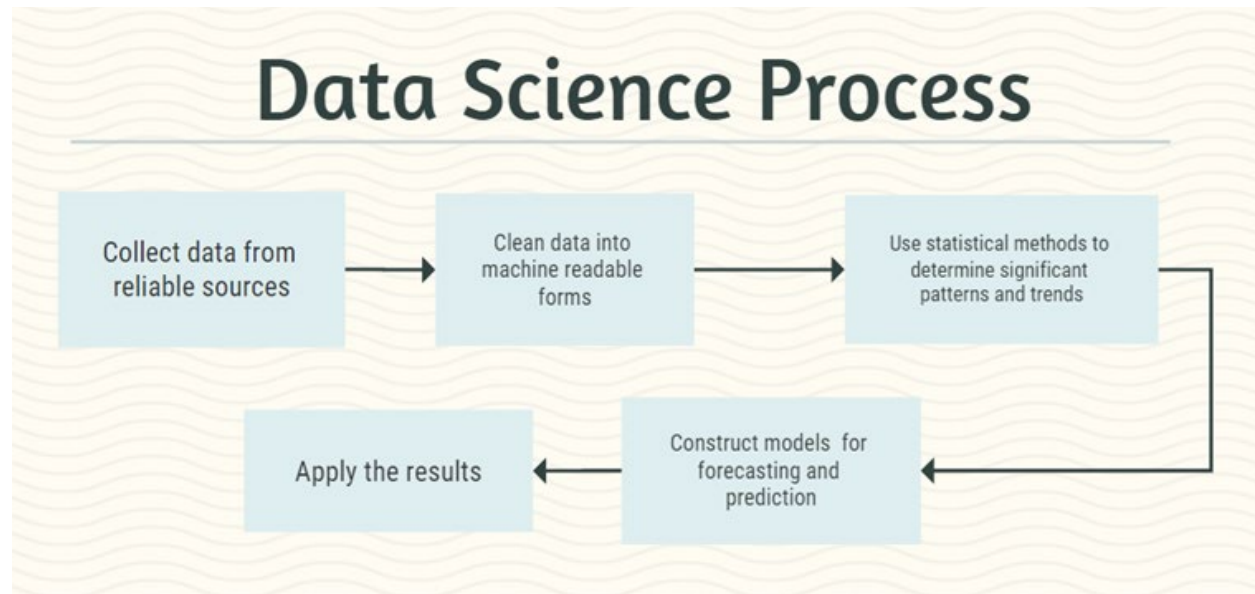 Data Science Process
Collect data from
reliable sources
Clean data into
machine readable
forms
Use statistical methods to
determine significant
patterns and trends
Construct models for
forecasting and
prediction
Apply the results